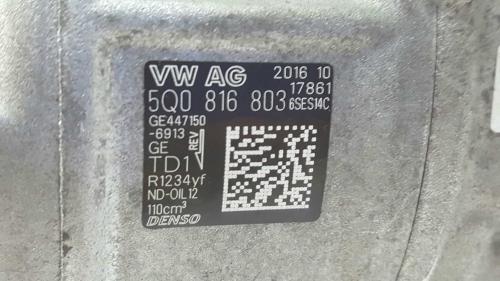 VW AG 2016 10
17861
5Q0 816 803 6SES14C
GE447150
-6913
GE REV
TD1
R1234yf
ND-OIL12
110cm³
DENSO